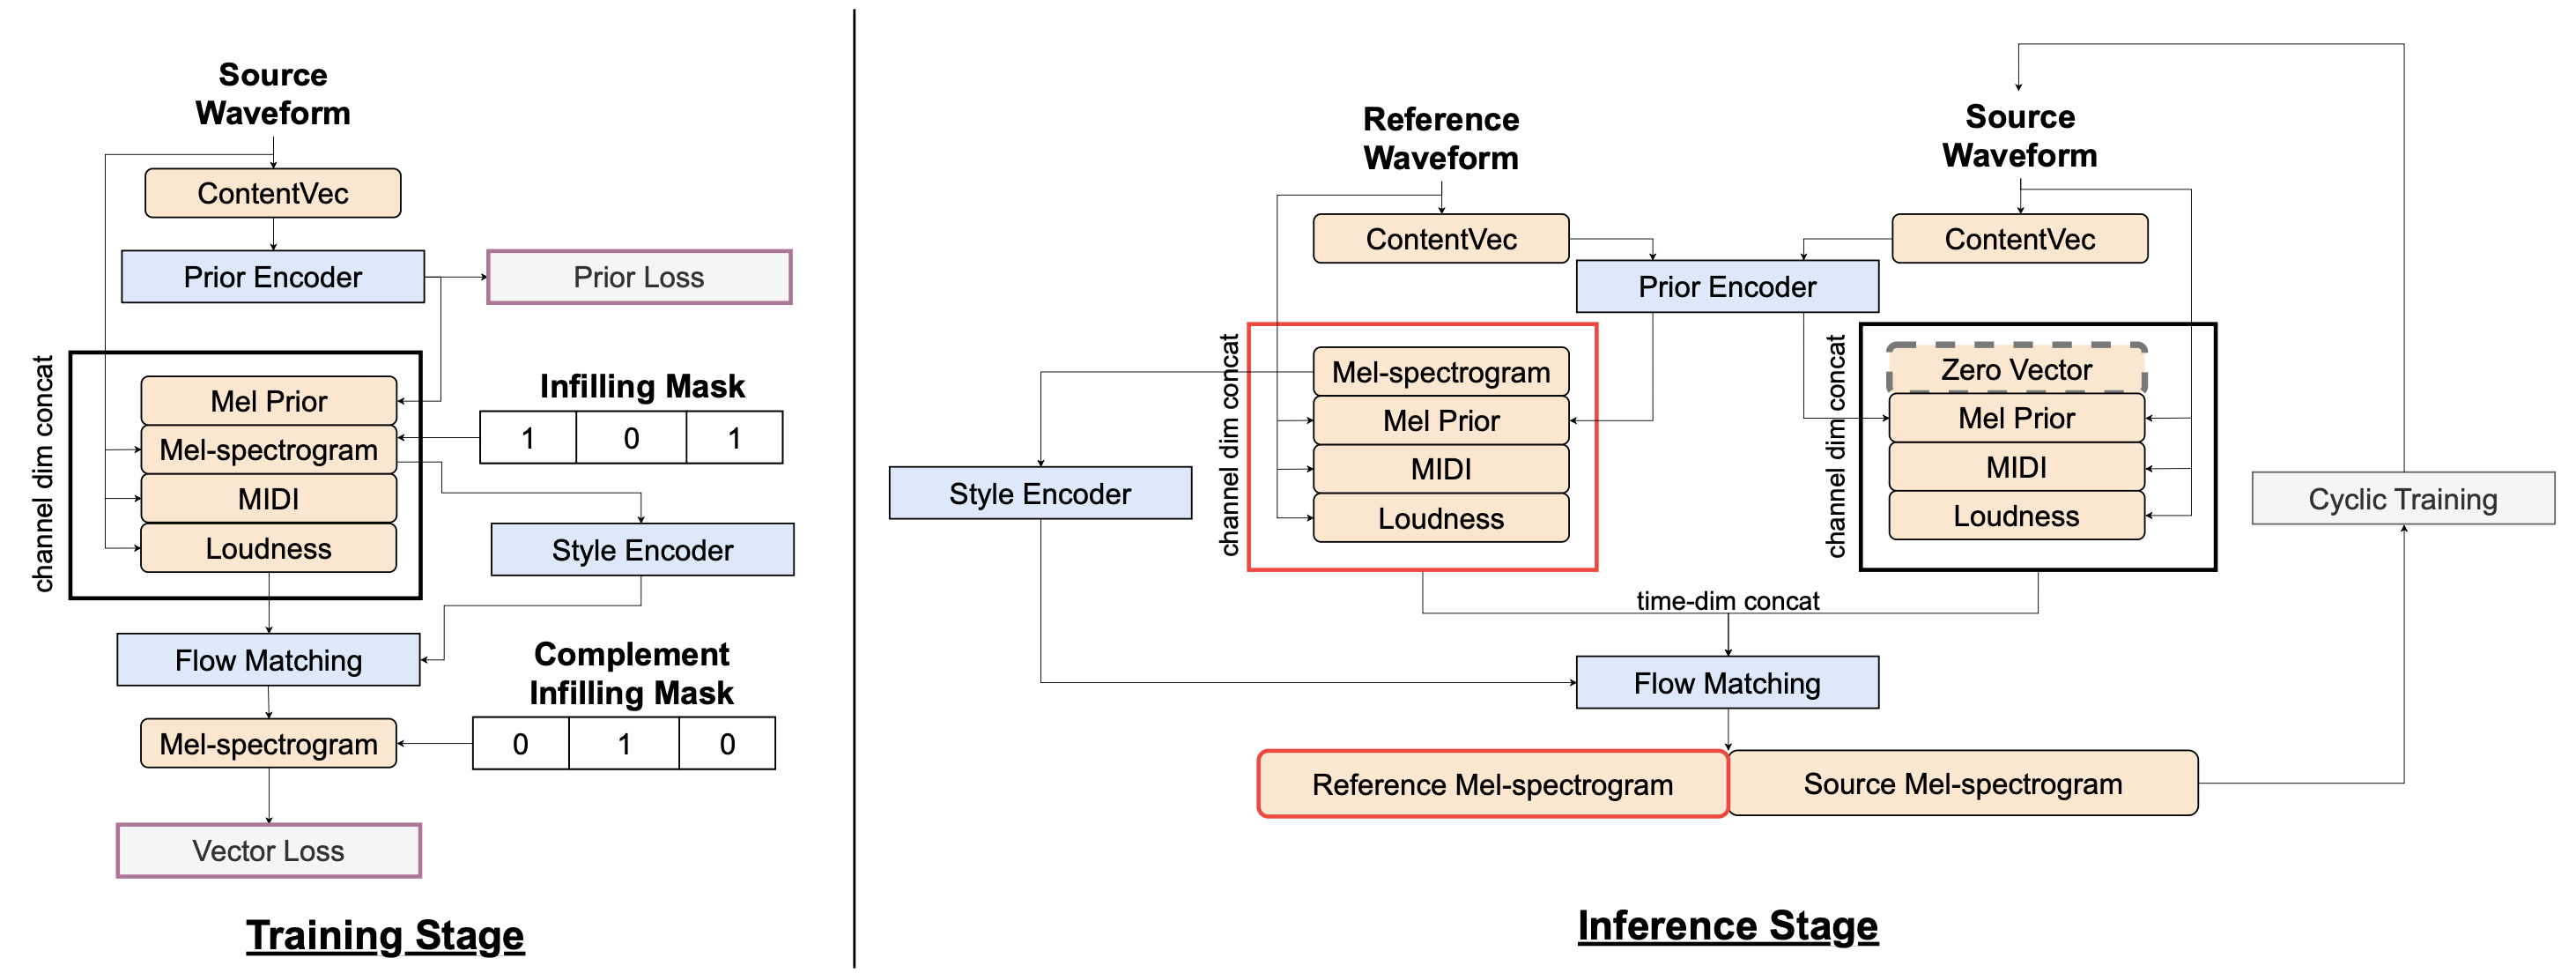 Source
Waveform
ContentVec
Prior Encoder
Prior Loss
channel dim concat
Mel Prior
Mel-spectrogram
MIDI
Loudness
Infilling Mask
1 0 1
Style Encoder
Flow Matching
Complement
Infilling Mask
0 1 0
Mel-spectrogram
Vector Loss
Training Stage
Reference
Waveform
Source
Waveform
ContentVec
ContentVec
Prior Encoder
channel dim concat
Mel-spectrogram
Mel Prior
MIDI
Loudness
Style Encoder
channel dim concat
Zero Vector
Mel Prior
MIDI
Loudness
Cyclic Training
time-dim concat
Flow Matching
Reference Mel-spectrogram
Source Mel-spectrogram
Inference Stage